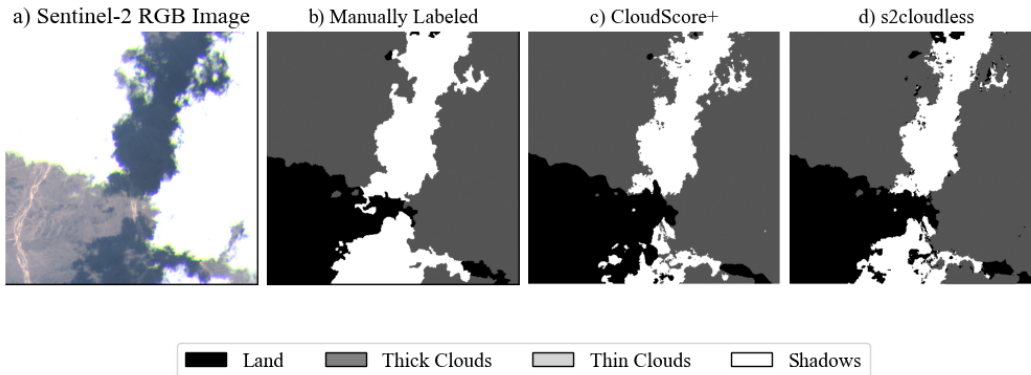 a) Sentinel-2 RGB Image
b) Manually Labeled
c) CloudScore+
d) s2cloudless
Land
Thick Clouds
Thin Clouds
Shadows